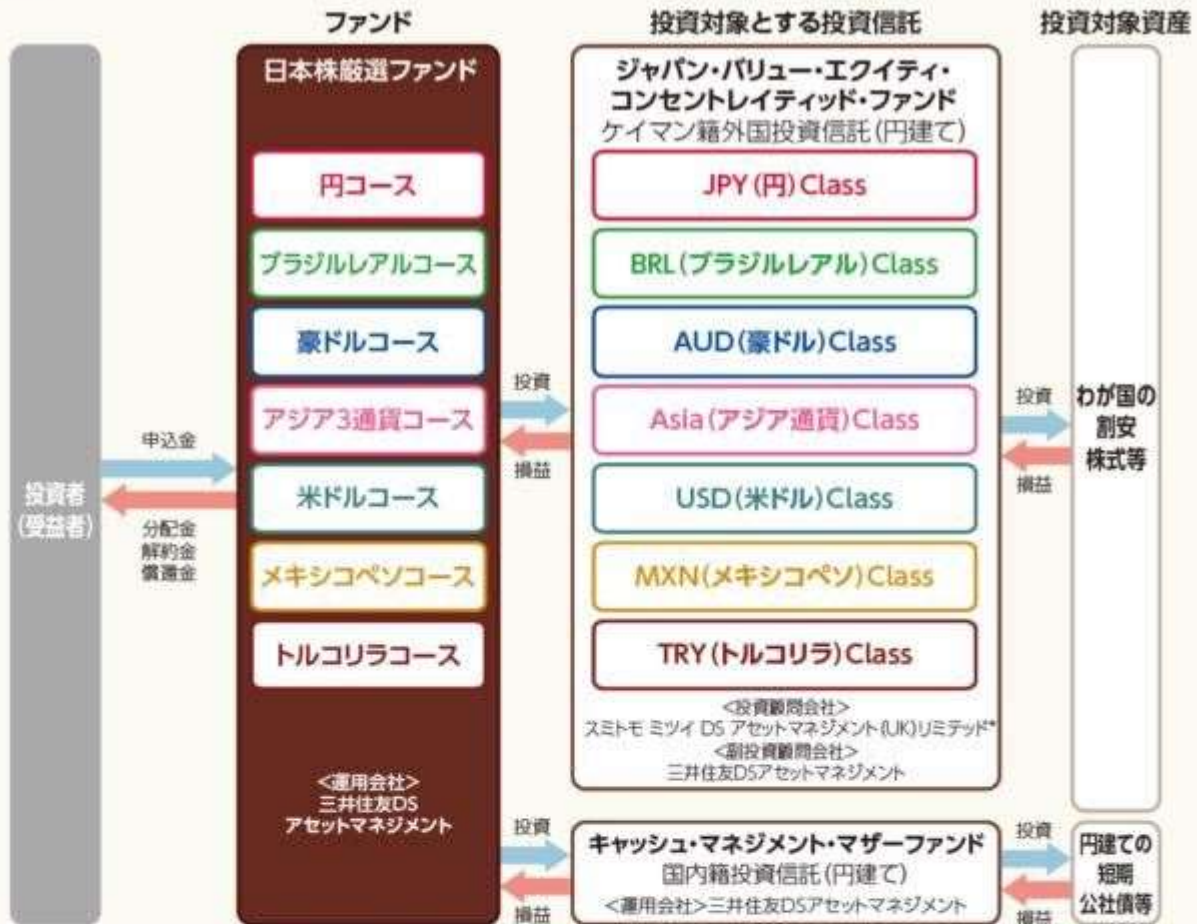 ファンド
投資対象とする投資信託
投資対象資産
投資者
(受益者)
申込金
分配金
解約金
償還金
日本株厳選ファンド
円コース
ブラジルレアルコース
豪ドルコース
アジア3通貨コース
米ドルコース
メキシコペソコース
トルコリラコース
<運用会社>
三井住友DS
アセットマネジメント
投資
損益
ジャパン・バリュー・エクイティ・
コンセントレイティッド・ファンド
ケイマン籍外国投資信託(円建て)
JPY(円)Class
BRL(ブラジルレアル)Class
AUD(豪ドル)Class
Asia(アジア通貨)Class
USD(米ドル)Class
MXN(メキシコペソ)Class
TRY(トルコリラ)Class
<投資顧問会社>
スミトモ ミツイ DS アセットマネジメント(UK)リミテッド*
<副投資顧問会社>
三井住友DSアセットマネジメント
投資
損益
わが国の
割安
株式等
投資
損益
キャッシュ・マネジメント・マザーファンド
国内籍投資信託(円建て)
<運用会社>三井住友DSアセットマネジメント
投資
損益
円建ての
短期
公社債等